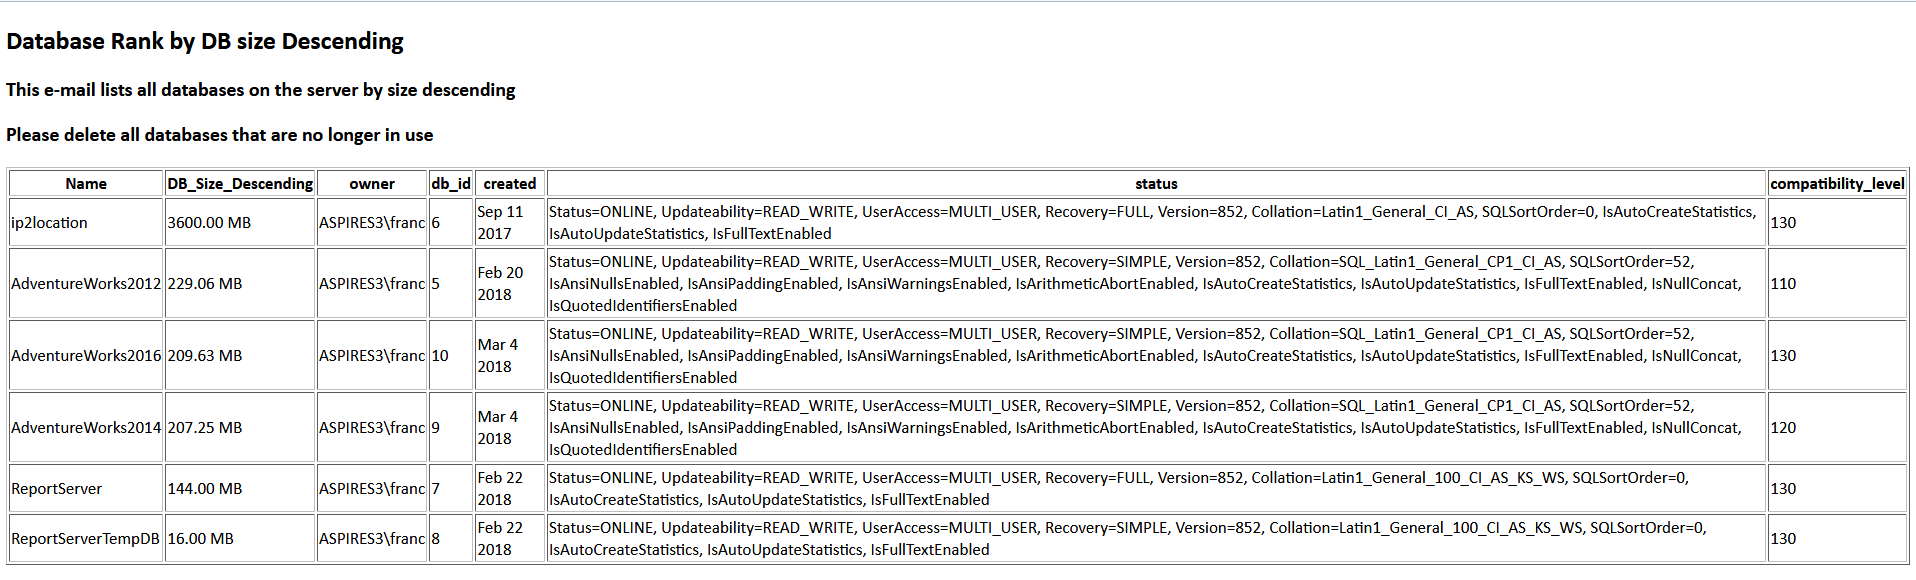 Database Rank by DB size Descending
This e-mail lists all databases on the server by size descending
Please delete all databases that are no longer in use
Name DB_Size_Descending owner db_id created status compatibility_level
ip2location 3600.00 MB ASPIRES3\franc 6 Sep 11 2017 Status=ONLINE, Updateability=READ_WRITE, UserAccess=MULTI_USER, Recovery=FULL, Version=852, Collation=Latin1_General_CI_AS, SQLSortOrder=0, IsAutoCreateStatistics, IsAutoUpdateStatistics, IsFullTextEnabled 130
AdventureWorks2012 229.06 MB ASPIRES3\franc 5 Feb 20 2018 Status=ONLINE, Updateability=READ_WRITE, UserAccess=MULTI_USER, Recovery=SIMPLE, Version=852, Collation=SQL_Latin1_General_CP1_CI_AS, SQLSortOrder=52, IsAnsiNullsEnabled, IsAnsiPaddingEnabled, IsAnsiWarningsEnabled, IsArithmeticAbortEnabled, IsAutoCreateStatistics, IsAutoUpdateStatistics, IsFullTextEnabled, IsNullConcat, IsQuotedIdentifiersEnabled 110
AdventureWorks2016 209.63 MB ASPIRES3\franc 10 Mar 4 2018 Status=ONLINE, Updateability=READ_WRITE, UserAccess=MULTI_USER, Recovery=SIMPLE, Version=852, Collation=SQL_Latin1_General_CP1_CI_AS, SQLSortOrder=52, IsAnsiNullsEnabled, IsAnsiPaddingEnabled, IsAnsiWarningsEnabled, IsArithmeticAbortEnabled, IsAutoCreateStatistics, IsAutoUpdateStatistics, IsFullTextEnabled, IsNullConcat, IsQuotedIdentifiersEnabled 130
AdventureWorks2014 207.25 MB ASPIRES3\franc 9 Mar 4 2018 Status=ONLINE, Updateability=READ_WRITE, UserAccess=MULTI_USER, Recovery=SIMPLE, Version=852, Collation=SQL_Latin1_General_CP1_CI_AS, SQLSortOrder=52, IsAnsiNullsEnabled, IsAnsiPaddingEnabled, IsAnsiWarningsEnabled, IsArithmeticAbortEnabled, IsAutoCreateStatistics, IsAutoUpdateStatistics, IsFullTextEnabled, IsNullConcat, IsQuotedIdentifiersEnabled 120
ReportServer 144.00 MB ASPIRES3\franc 7 Feb 22 2018 Status=ONLINE, Updateability=READ_WRITE, UserAccess=MULTI_USER, Recovery=FULL, Version=852, Collation=Latin1_General_100_CI_AS_KS_WS, SQLSortOrder=0, IsAutoCreateStatistics, IsAutoUpdateStatistics, IsFullTextEnabled 130
ReportServerTempDB 16.00 MB ASPIRES3\franc 8 Feb 22 2018 Status=ONLINE, Updateability=READ_WRITE, UserAccess=MULTI_USER, Recovery=SIMPLE, Version=852, Collation=Latin1_General_100_CI_AS_KS_WS, SQLSortOrder=0, IsAutoCreateStatistics, IsAutoUpdateStatistics, IsFullTextEnabled 130